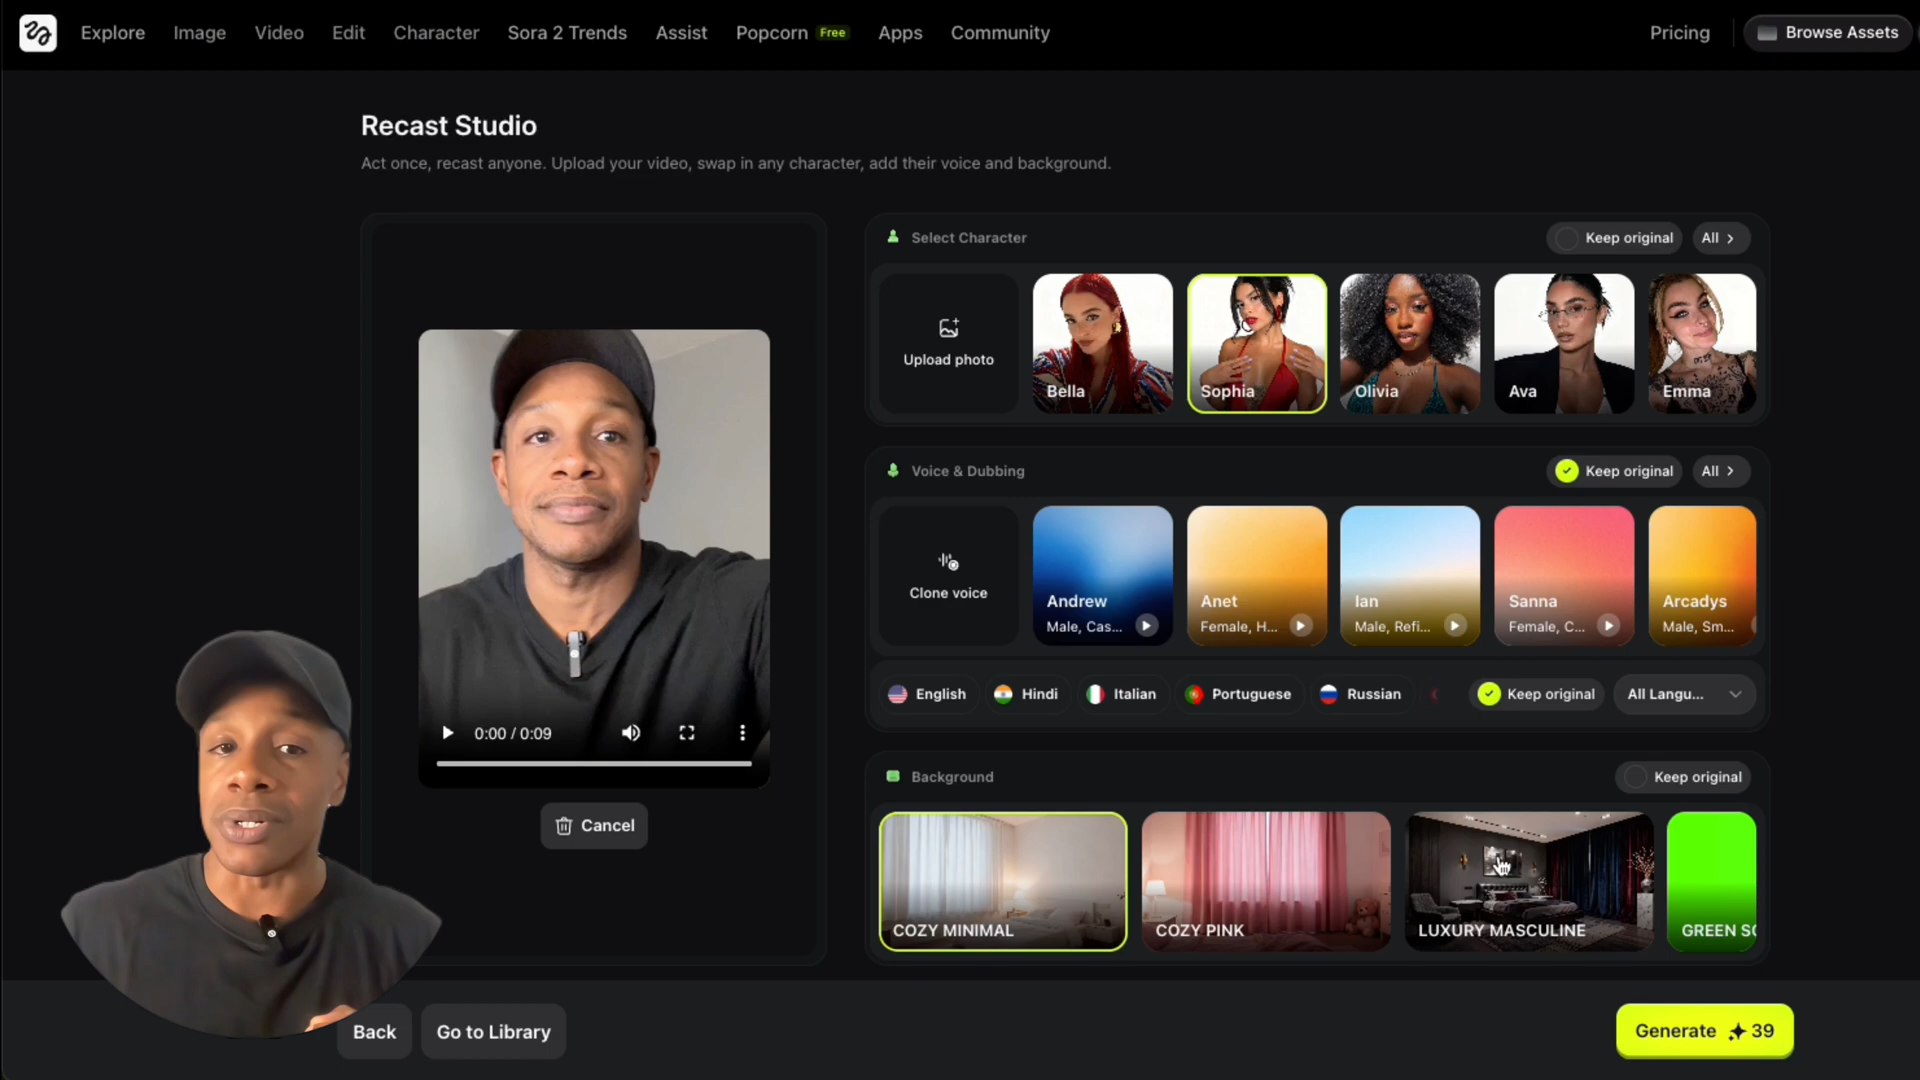 Explore Image Video Edit Character Sora 2 Trends Assist Popcorn Free Apps Community Pricing Browse Assets
Recast Studio
Act once, recast anyone. Upload your video, swap in any character, add their voice and background.
Select Character Keep original All >
Upload photo
Bella Sophia Olivia Ava Emma
Voice & Dubbing Keep original All >
Clone voice
Andrew Anet Ian Sanna Arcadys
Male, Cas... Female, H... Male, Refi... Female, C... Male, Sm...
English Hindi Italian Portuguese Russian Keep original All Langu...
0:00 / 0:09
Background Keep original
Cancel
COZY MINIMAL COZY PINK LUXURY MASCULINE GREEN SC
Back Go to Library Generate 39